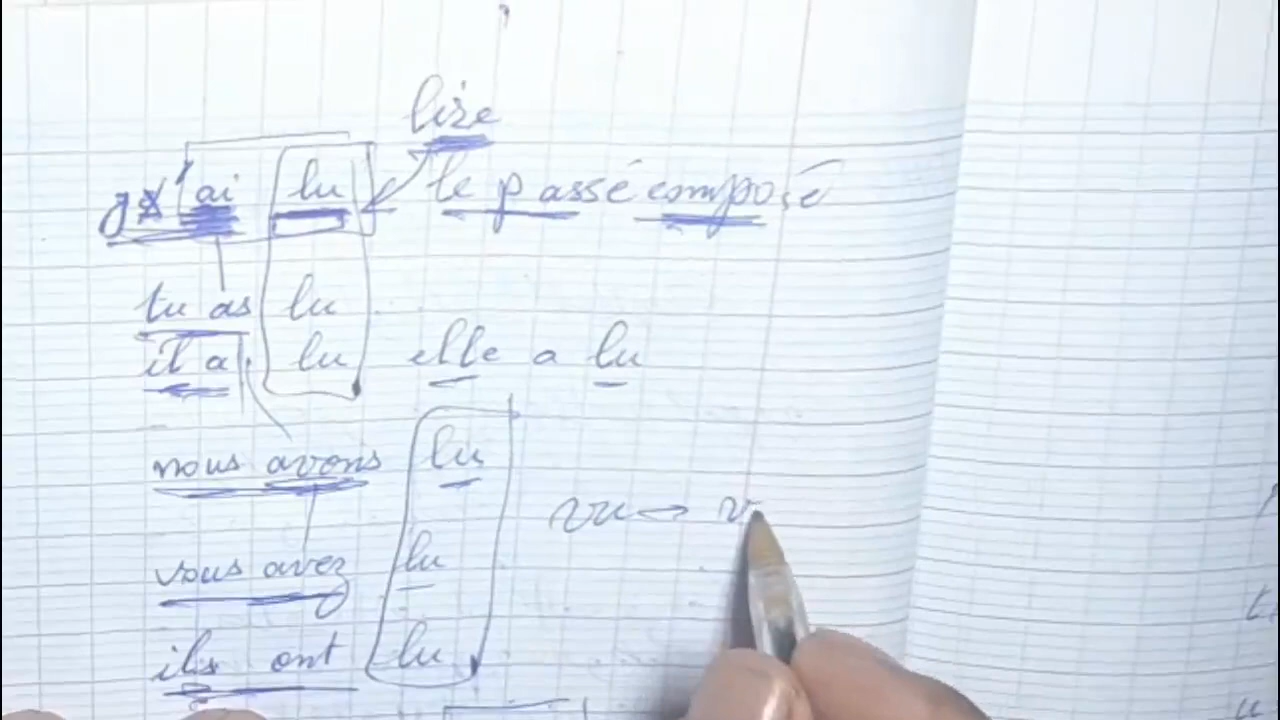 lire
j'ai lu le passé composé
tu as lu
il a lu elle a lu
nous avons lu
vu → v
vous avez lu
ils ont lu